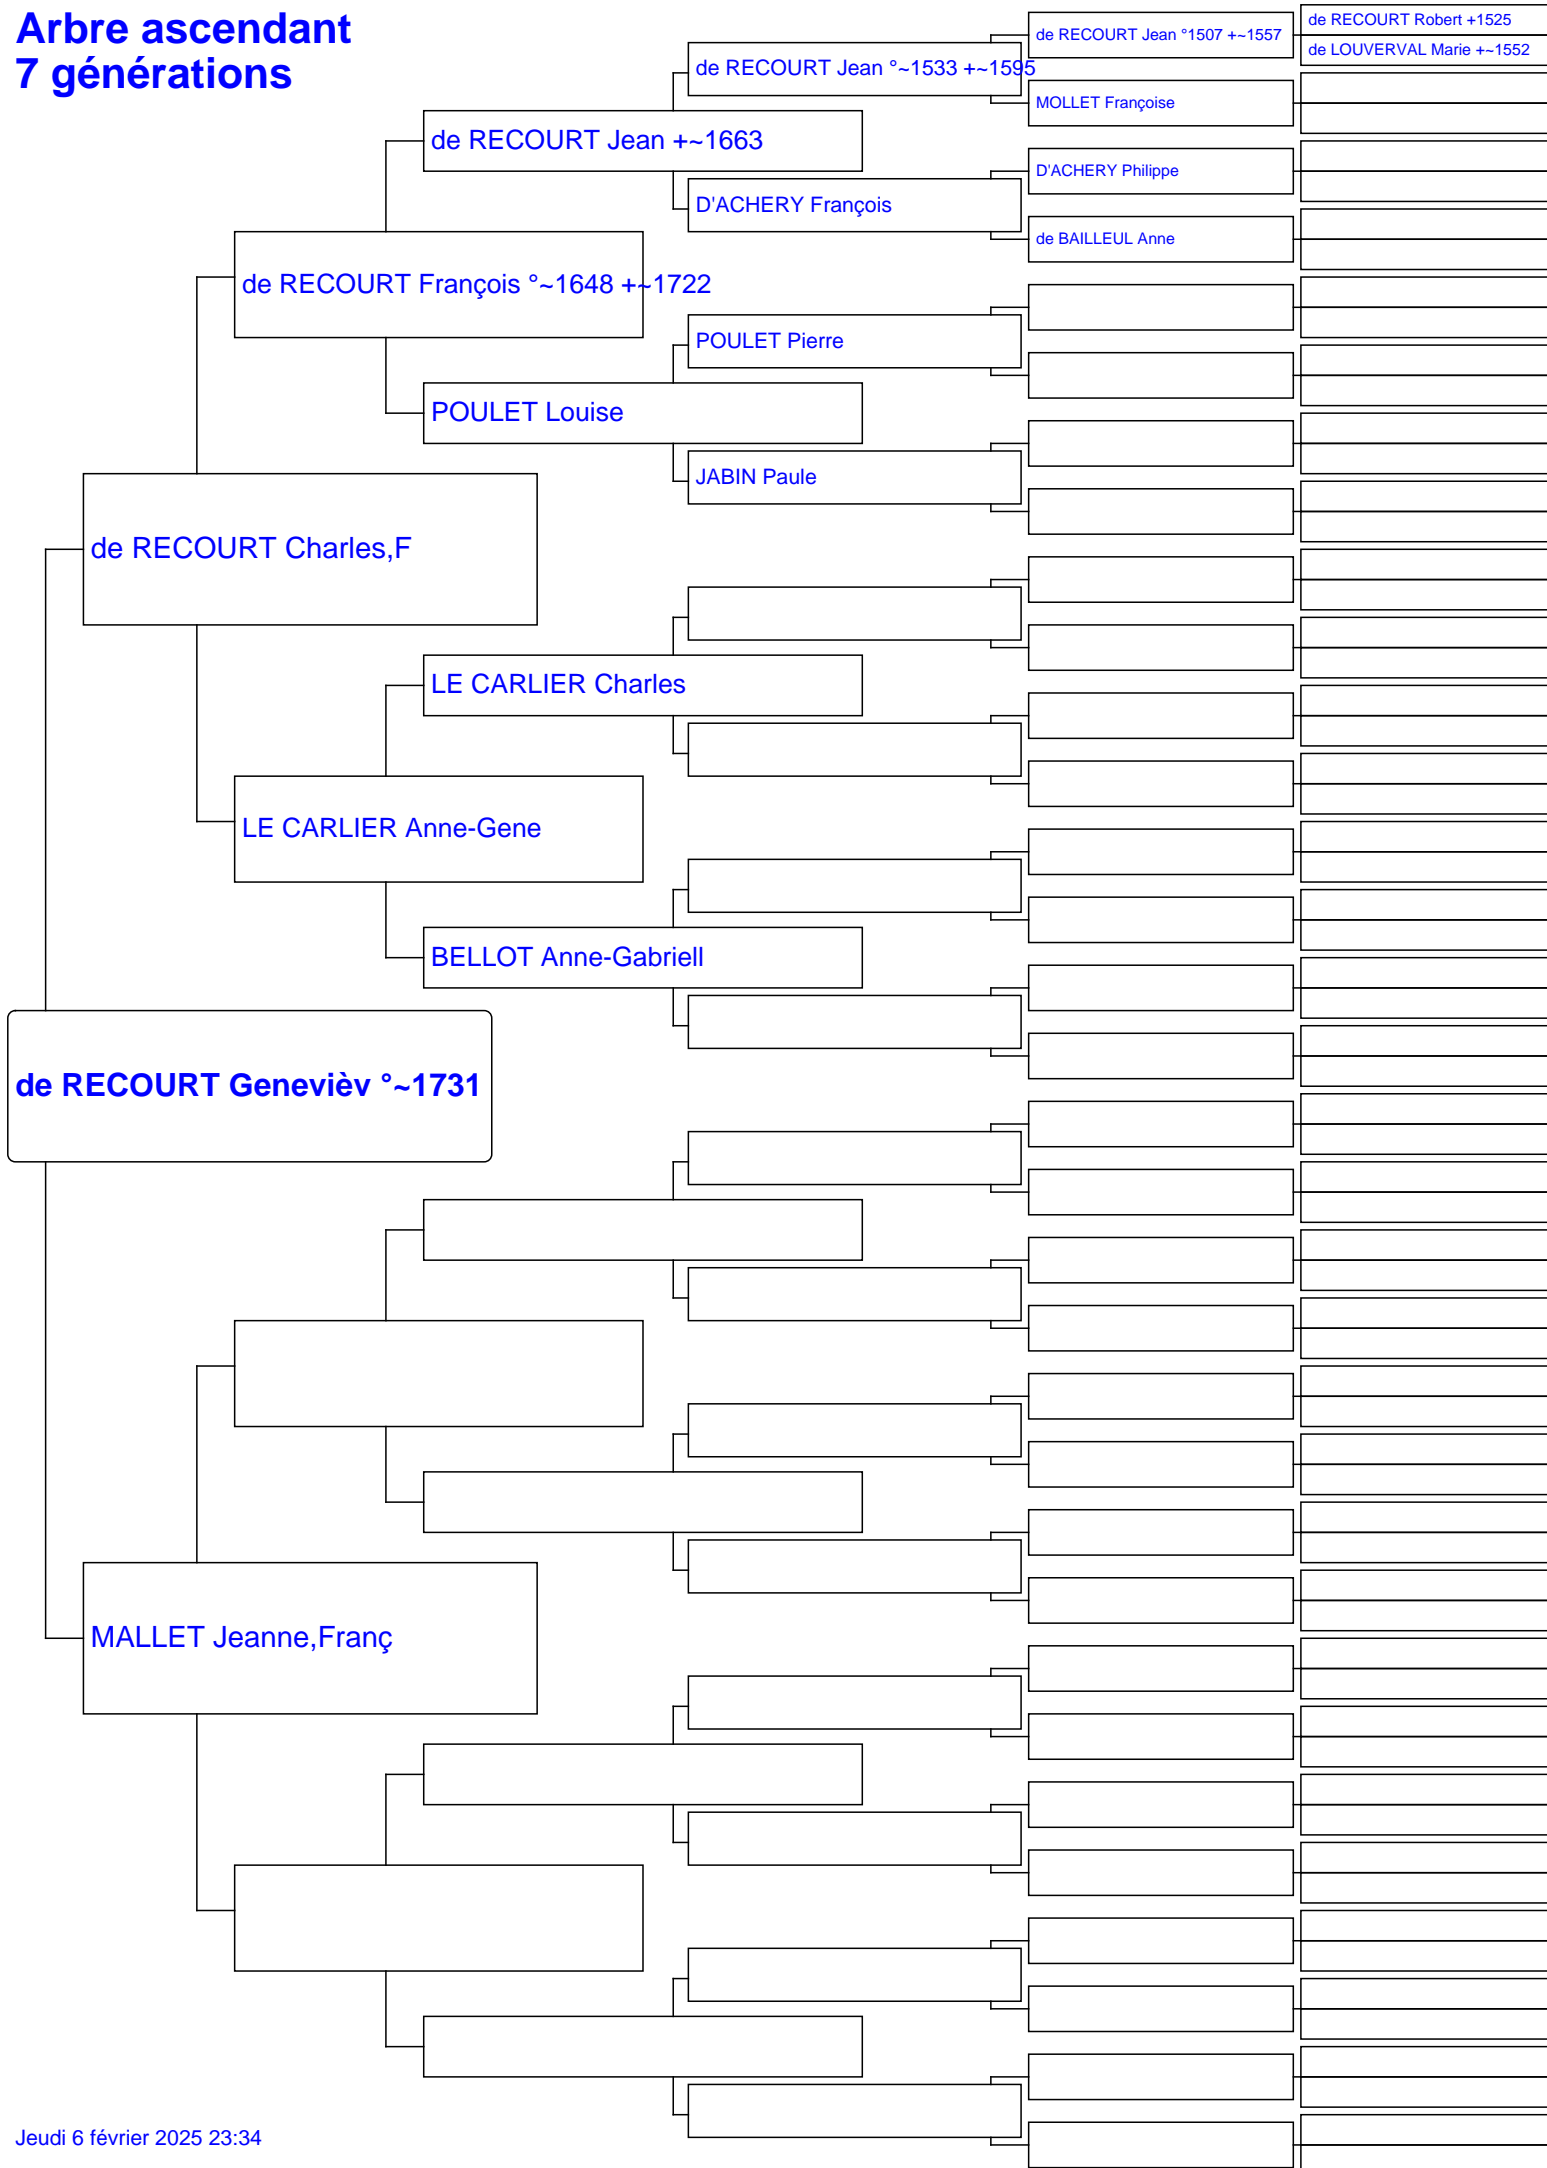 Arbre ascendant
7 générations
de RECOURT Robert +1525
de RECOURT Jean °1507 +~1557
de LOUVERVAL Marie +~1552
de RECOURT Jean °~1533 +~1595
MOLLET Françoise
de RECOURT Jean +~1663
D'ACHERY Philippe
D'ACHERY François
de BAILLEUL Anne
de RECOURT François °~1648 +~1722
POULET Pierre
POULET Louise
JABIN Paule
de RECOURT Charles,F
LE CARLIER Charles
LE CARLIER Anne-Gene
BELLOT Anne-Gabriell
de RECOURT Genevièv °~1731
MALLET Jeanne,Franç
Jeudi 6 février 2025 23:34